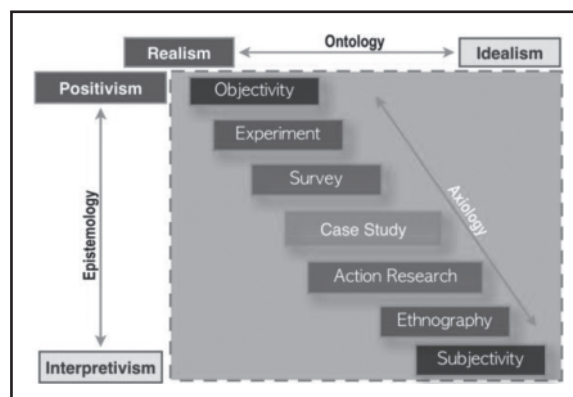 Ontology
Realism
Idealism
Positivism
Objectivity
Experiment
Survey
Axiology
Epistemology
Case Study
Action Research
Ethnography
Subjectivity
Interpretivism